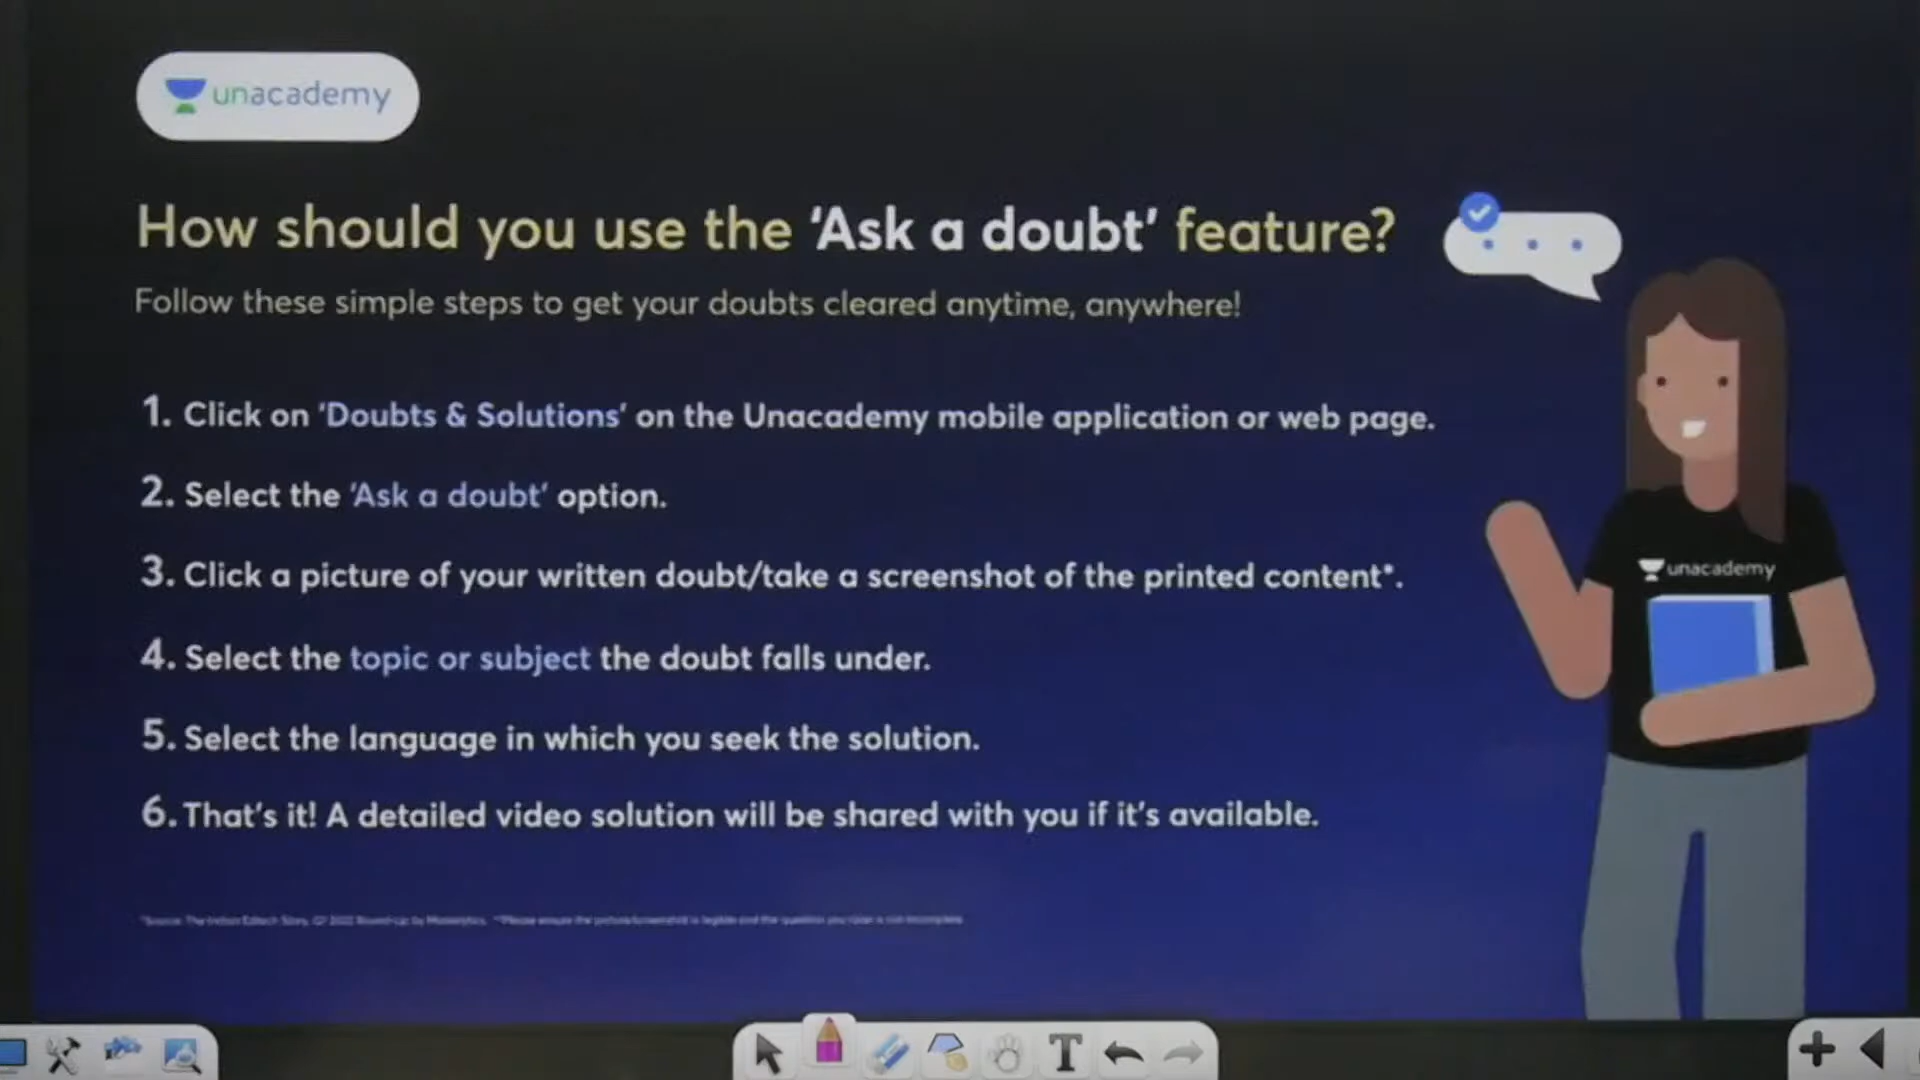 unacademy
How should you use the ‘Ask a doubt’ feature?
Follow these simple steps to get your doubts cleared anytime, anywhere!
1. Click on ‘Doubts & Solutions’ on the Unacademy mobile application or web page.
2. Select the ‘Ask a doubt’ option.
3. Click a picture of your written doubt/take a screenshot of the printed content*.
4. Select the topic or subject the doubt falls under.
5. Select the language in which you seek the solution.
6. That's it! A detailed video solution will be shared with you if it's available.
unacademy
T